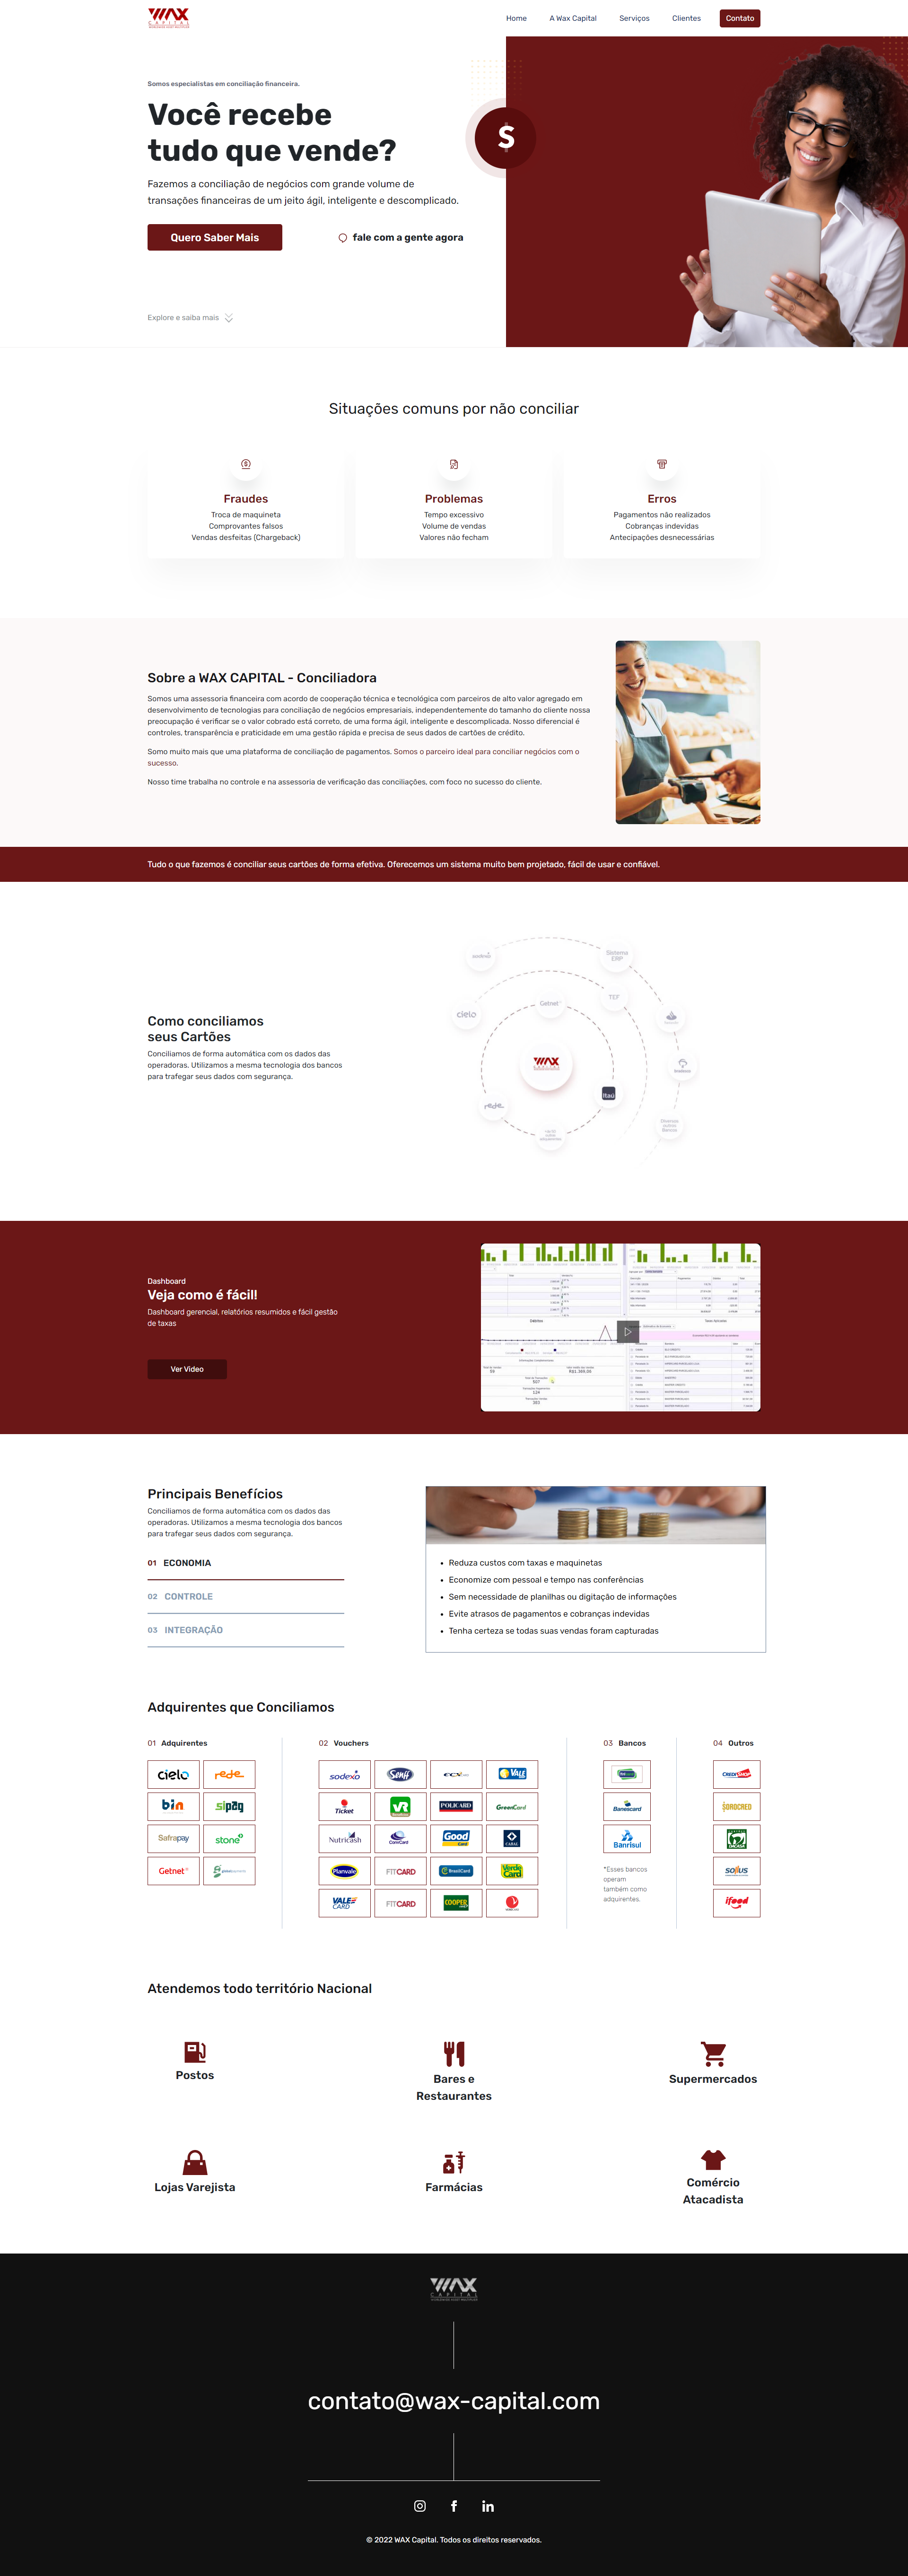 WAX
CAPITAL
Home
A Wax Capital
Serviços
Clientes
Contato
Somos especialistas em conciliação financeira.
Você recebe
tudo que vende?
Fazemos a conciliação de negócios com grande volume de
transações financeiras de um jeito ágil, inteligente e descomplicado.
Quero Saber Mais
fale com a gente agora
Explore e saiba mais
$
Situações comuns por não conciliar
Fraudes
Troca de maquineta
Comprovantes falsos
Vendas desfeitas (Chargeback)
Problemas
Tempo excessivo
Volume de vendas
Valores não fecham
Erros
Pagamentos não realizados
Cobranças indevidas
Antecipações desnecessárias
Sobre a WAX CAPITAL - Conciliadora
Somos uma assessoria financeira com acordo de cooperação técnica e tecnológica com parceiros de alto valor agregado em
desenvolvimento de tecnologias para conciliação de negócios empresariais, independentemente do tamanho do cliente nossa
preocupação é verificar se o valor cobrado está correto, de uma forma ágil, inteligente e descomplicada. Nosso diferencial é
controles, transparência e praticidade em uma gestão rápida e precisa de seus dados de cartões de crédito.
Somo muito mais que uma plataforma de conciliação de pagamentos. Somos o parceiro ideal para conciliar negócios com o
sucesso.
Nosso time trabalha no controle e na assessoria de verificação das conciliações, com foco no sucesso do cliente.
Tudo o que fazemos é conciliar seus cartões de forma efetiva. Oferecemos um sistema muito bem projetado, fácil de usar e confiável.
Como conciliamos
seus Cartões
Conciliamos de forma automática com os dados das
operadoras. Utilizamos a mesma tecnologia dos bancos
para trafegar seus dados com segurança.
Sistema
ERP
Getnet
TEF
cielo
WAX
Itaú
rede
Diversos
outros
Bancos
Dashboard
Veja como é fácil!
Dashboard gerencial, relatórios resumidos e fácil gestão
de taxas
Ver Video
Principais Benefícios
Conciliamos de forma automática com os dados das
operadoras. Utilizamos a mesma tecnologia dos bancos
para trafegar seus dados com segurança.
01 ECONOMIA
02 CONTROLE
03 INTEGRAÇÃO
Reduza custos com taxas e maquinetas
Economize com pessoal e tempo nas conferências
Sem necessidade de planilhas ou digitação de informações
Evite atrasos de pagamentos e cobranças indevidas
Tenha certeza se todas suas vendas foram capturadas
Adquirentes que Conciliamos
01 Adquirentes
cielo
rede
bin
sipag
Safrapay
stone
Getnet
02 Vouchers
sodexo
Senff
VALE
Ticket
VR
POLICARD
GreenCard
Nutricash
ConvCard
Good
Card
CABAL
Planvale
FITCARD
BrasilCard
Verde
Card
VALE
CARD
FITCARD
COOPER
03 Bancos
Banescard
Banrisul
*Esses bancos
operam
também como
adquirentes.
04 Outros
CREDISHOP
SOROCRED
DACASA
ifood
Atendemos todo território Nacional
Postos
Bares e
Restaurantes
Supermercados
Lojas Varejista
Farmácias
Comércio
Atacadista
WAX
CAPITAL
contato@wax-capital.com
© 2022 WAX Capital. Todos os direitos reservados.